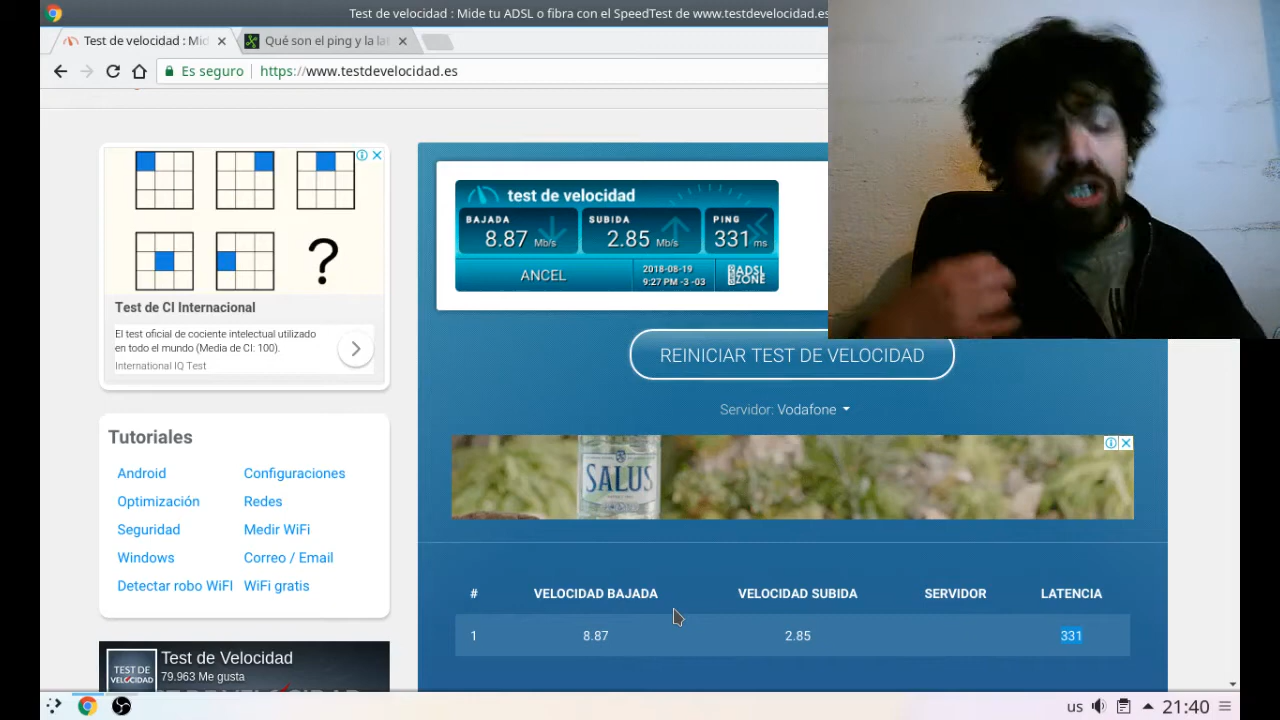 Test de velocidad : Mide tu ADSL o fibra con el SpeedTest de www.testdevelocidad.es
Test de velocidad : Mid
Qué son el ping y la la
Es seguro
https://www.testdevelocidad.es
Test de CI Internacional
El test oficial de cociente intelectual utilizado
en todo el mundo (Media de CI: 100).
International IQ Test
?
test de velocidad
BAJADA
8.87 Mb/s
SUBIDA
2.85 Mb/s
PING
331 ms
ANCEL
2018-08-19
9:27 PM -3 -03
ADSL
ZONE
REINICIAR TEST DE VELOCIDAD
Servidor: Vodafone
SALUS
Tutoriales
Android Configuraciones
Optimización Redes
Seguridad Medir WiFi
Windows Correo / Email
Detectar robo WiFI WiFi gratis
# VELOCIDAD BAJADA VELOCIDAD SUBIDA SERVIDOR LATENCIA
1 8.87 2.85 331
TEST DE
VELOCIDAD
Test de Velocidad
79.963 Me gusta
us 21:40